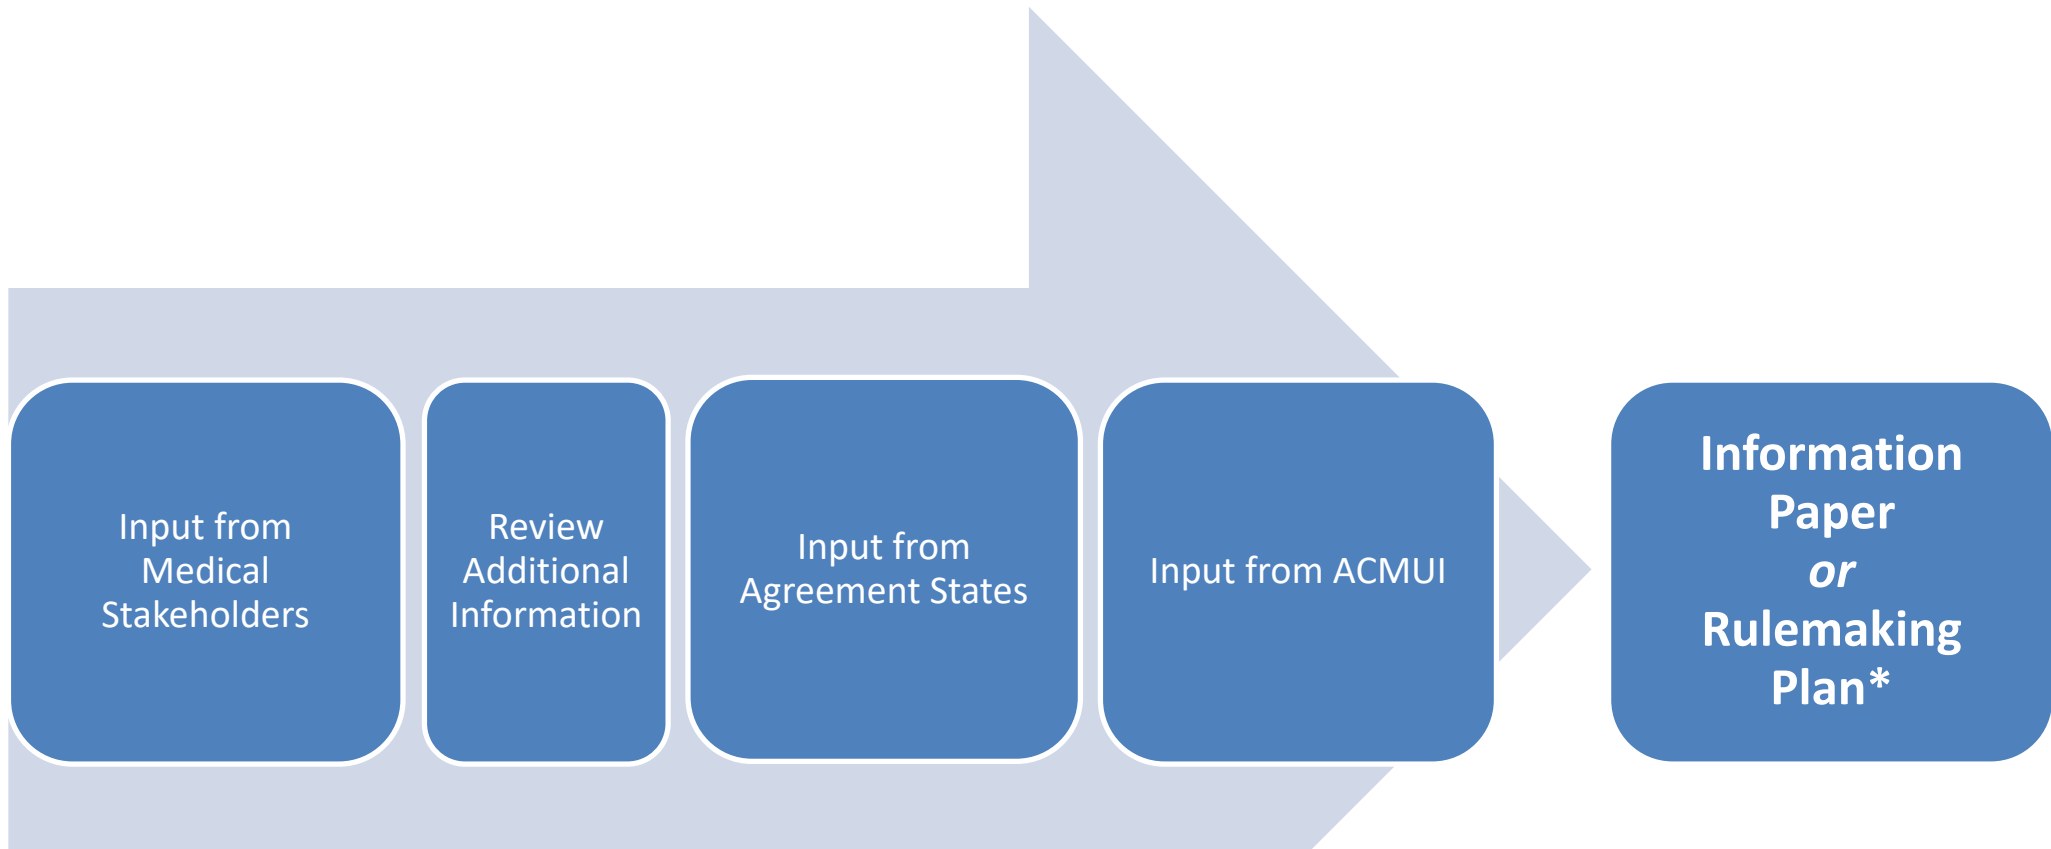 Input from
Medical
Stakeholders
Review
Additional
Information
Input from
Agreement States
Input from ACMUI
Information
Paper
or
Rulemaking
Plan*